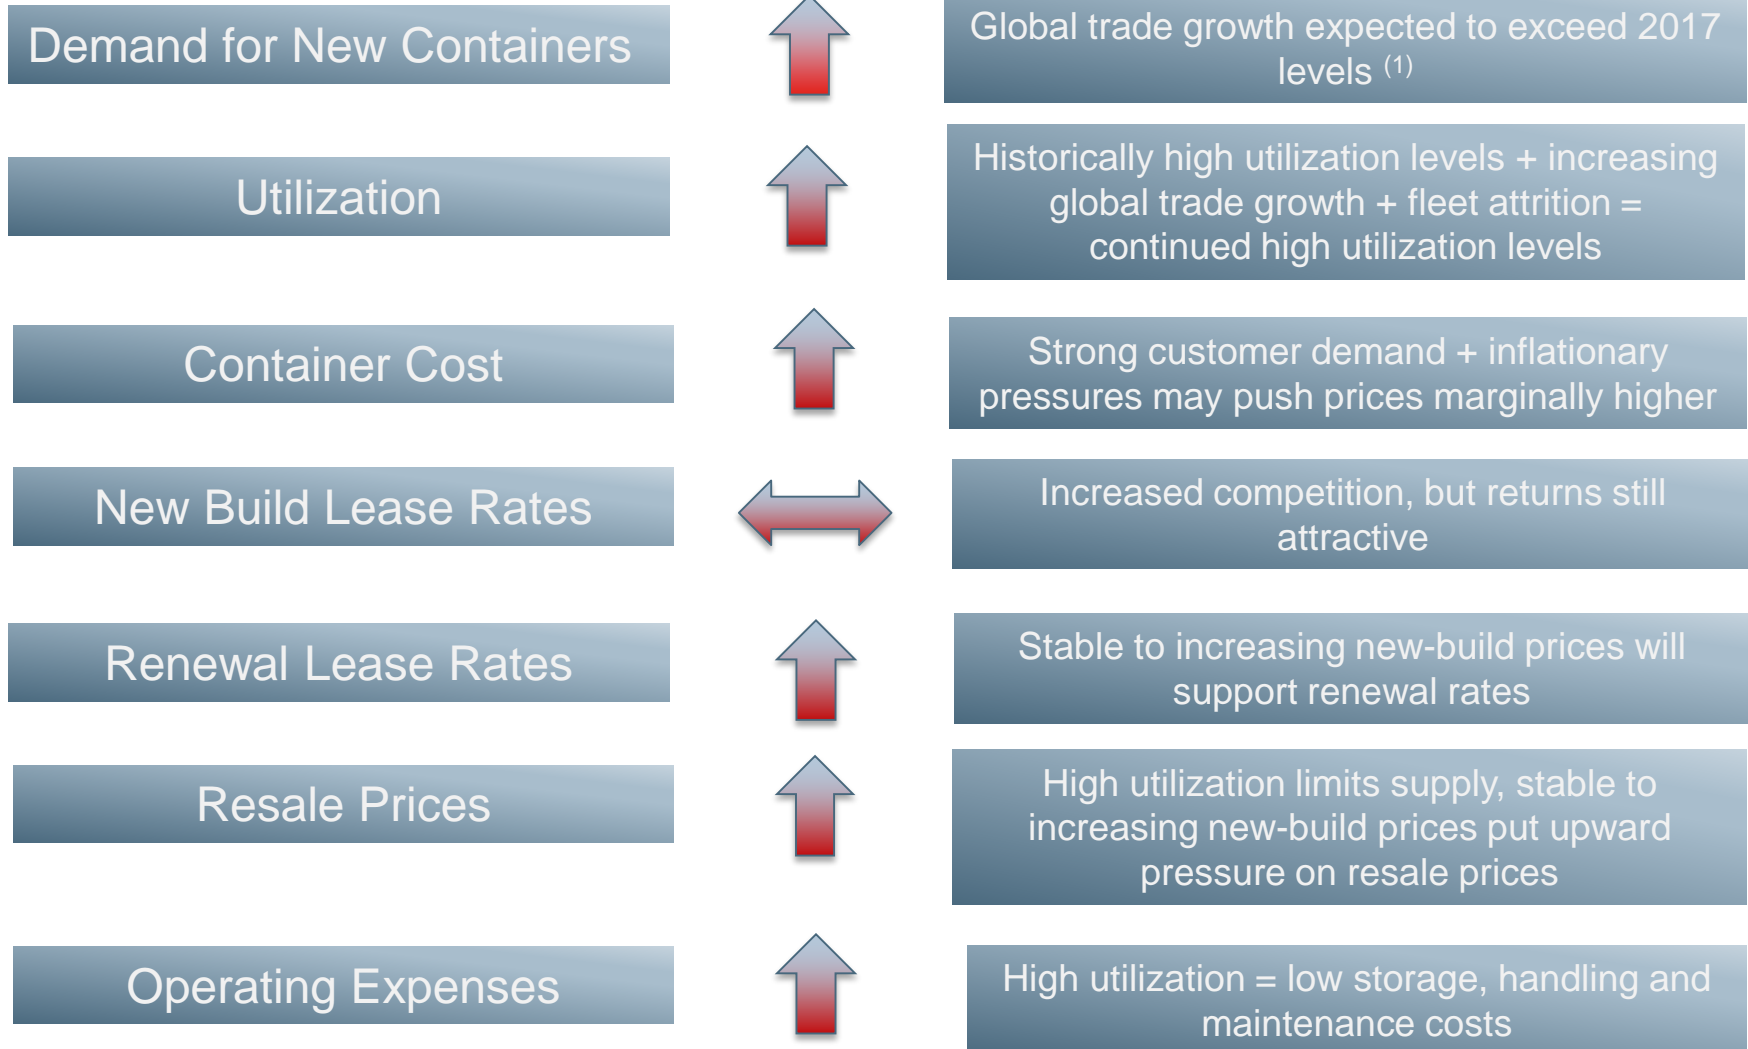 Demand for New Containers
Global trade growth expected to exceed 2017
levels (1)
Utilization
Historically high utilization levels + increasing
global trade growth + fleet attrition =
continued high utilization levels
Container Cost
Strong customer demand + inflationary
pressures may push prices marginally higher
New Build Lease Rates
Increased competition, but returns still
attractive
Renewal Lease Rates
Stable to increasing new-build prices will
support renewal rates
Resale Prices
High utilization limits supply, stable to
increasing new-build prices put upward
pressure on resale prices
Operating Expenses
High utilization = low storage, handling and
maintenance costs